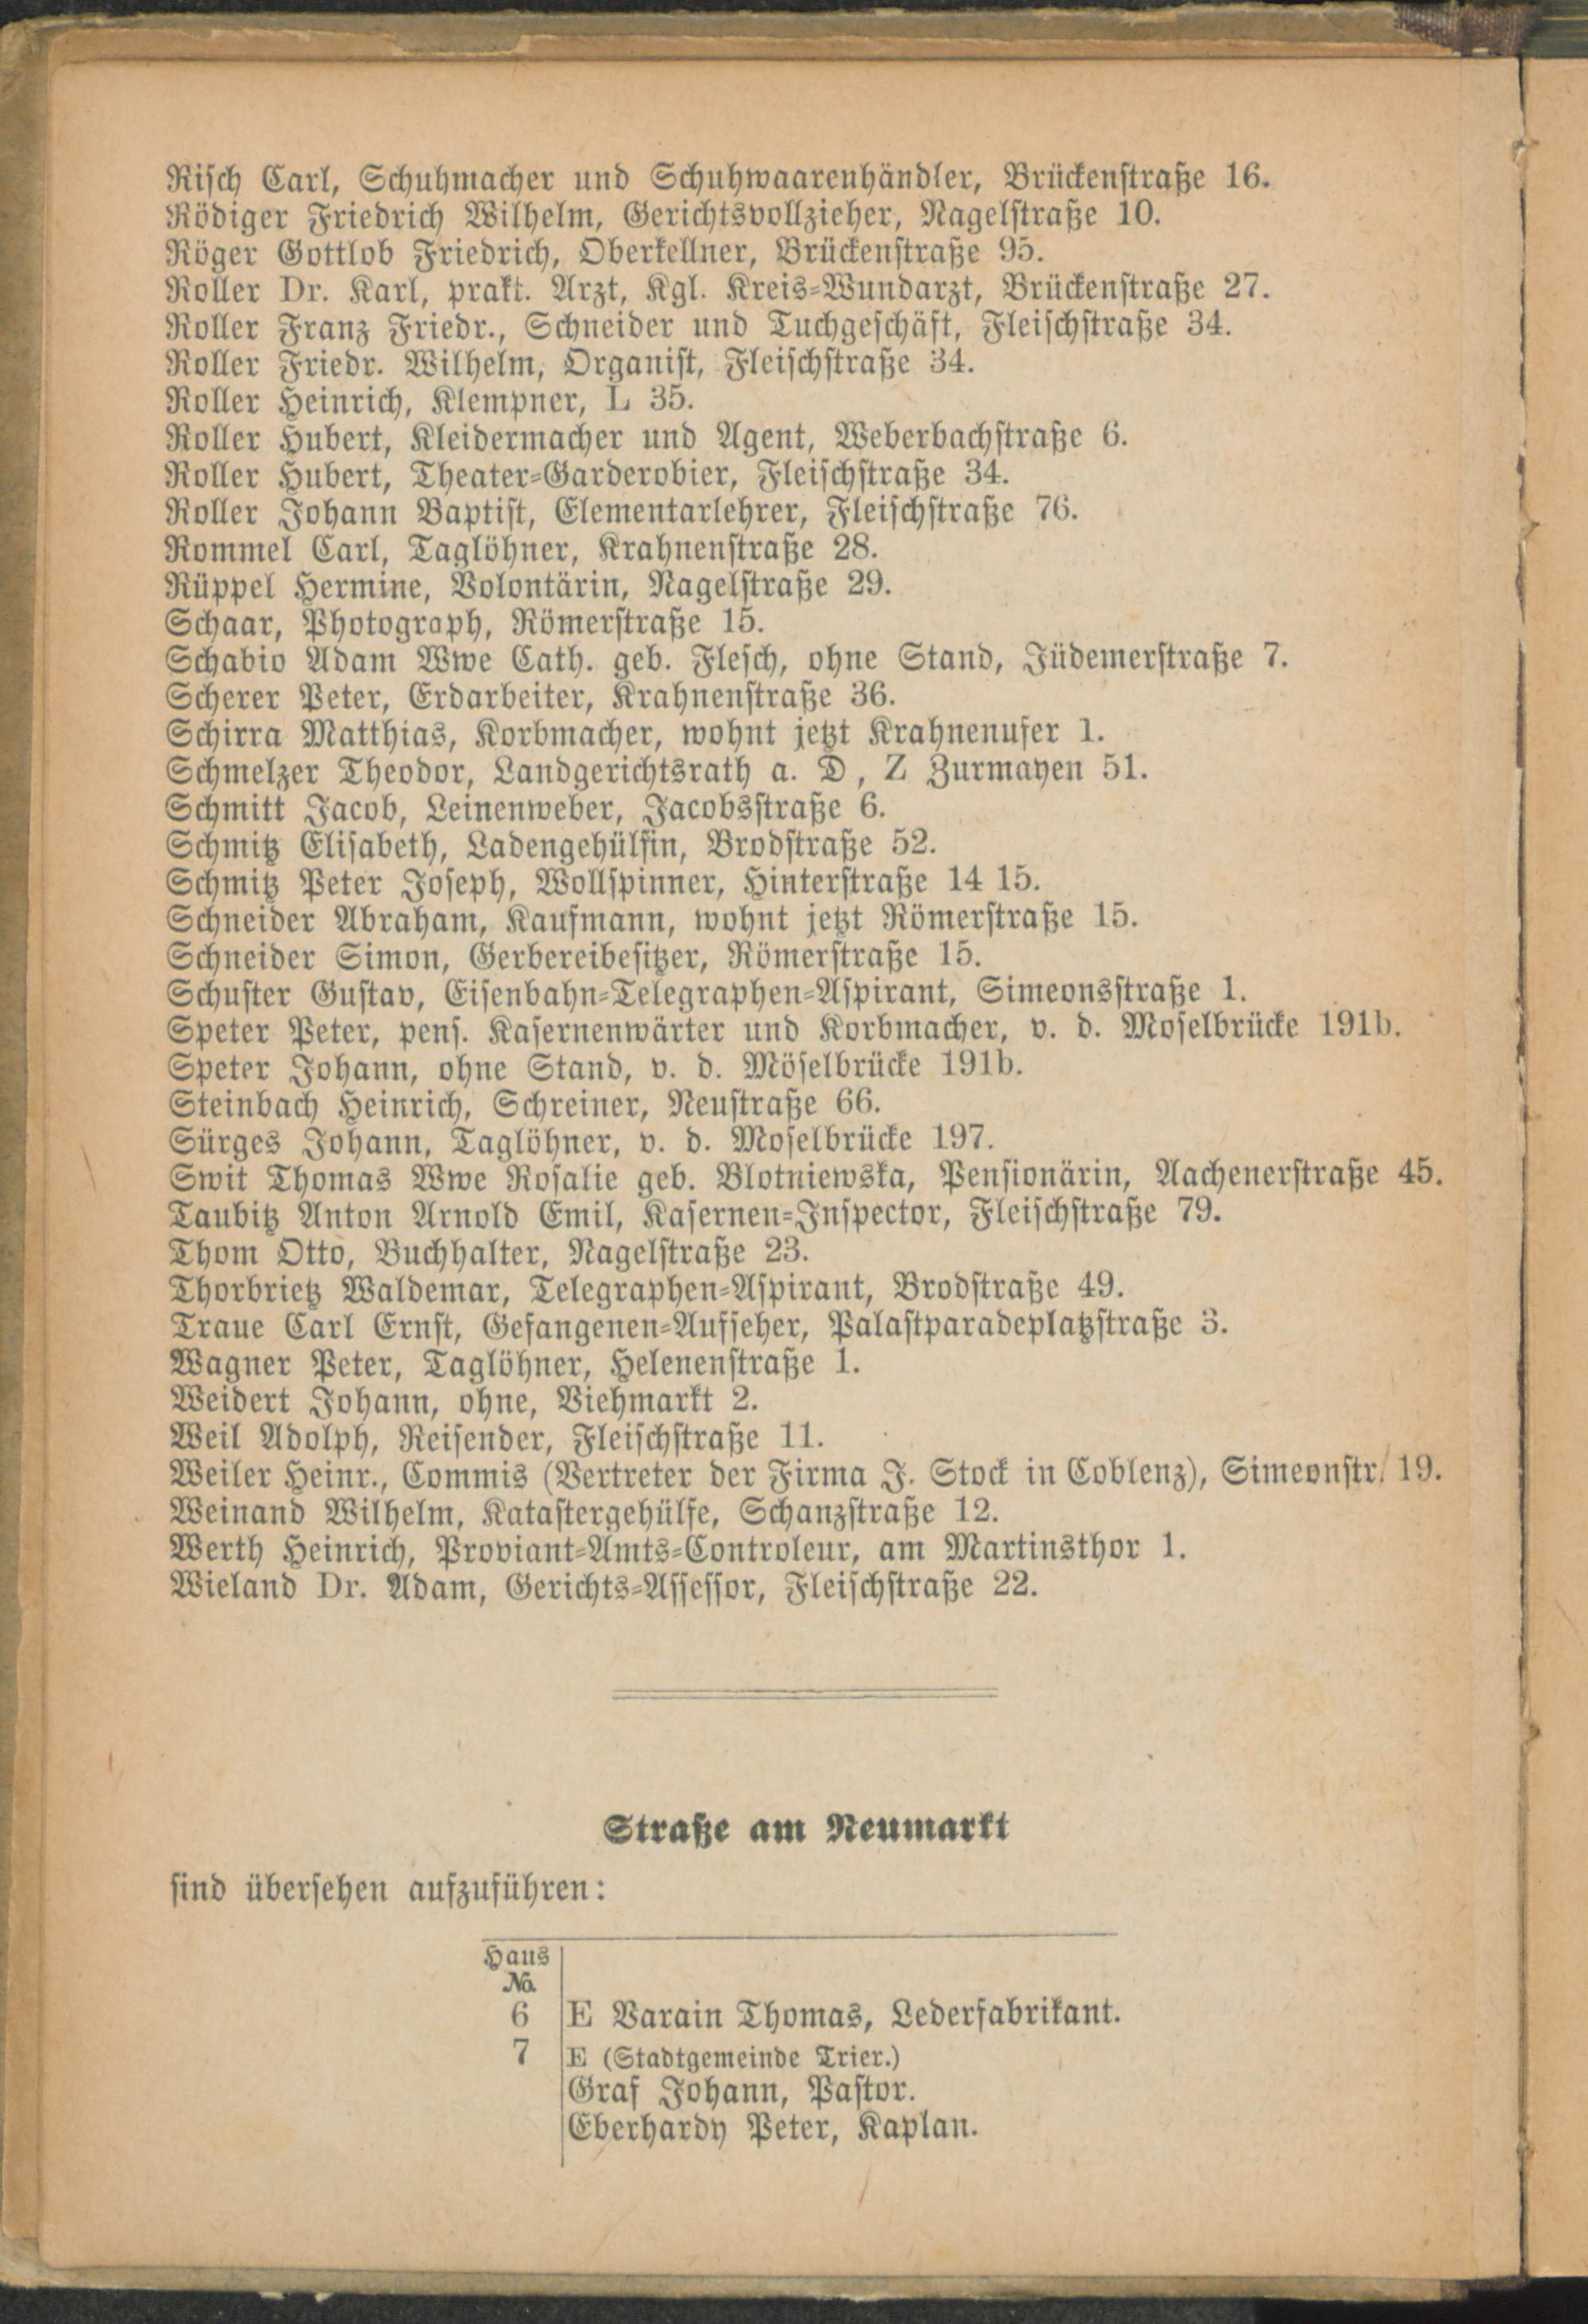 Risch Carl, Schuhmacher und Schuhwaarenhändler, Brückenstraße 16.
Rödiger Friedrich Wilhelm, Gerichtsvollzieher, Nagelstraße 10.
Röger Gottlob Friedrich, Oberkellner, Brückenstraße 95.
Roller Dr. Karl, prakt. Arzt, Kgl. Kreis-Wundarzt, Brückenstraße 27.
Roller Franz Friedr., Schneider und Tuchgeschäft, Fleischstraße 34.
Roller Friedr. Wilhelm, Organist, Fleischstraße 34.
Roller Heinrich, Klempner, L 35.
Roller Hubert, Kleidermacher und Agent, Weberbachstraße 6.
Roller Hubert, Theater-Garderobier, Fleischstraße 34.
Roller Johann Baptist, Elementarlehrer, Fleischstraße 76.
Rommel Carl, Taglöhner, Krahnenstraße 28.
Rüppel Hermine, Volontärin, Nagelstraße 29.
Schaar, Photograph, Römerstraße 15.
Schabio Adam Wwe Cath. geb. Flesch, ohne Stand, Jüdemerstraße 7.
Scherer Peter, Erdarbeiter, Krahnenstraße 36.
Schirra Matthias, Korbmacher, wohnt jetzt Krahnenufer 1.
Schmelzer Theodor, Landgerichtsrath a. D, Z Zurmayen 51.
Schmitt Jacob, Leinenweber, Jacobsstraße 6.
Schmitz Elisabeth, Ladengehülfin, Brodstraße 52.
Schmitz Peter Joseph, Wollspinner, Hinterstraße 14 15.
Schneider Abraham, Kaufmann, wohnt jetzt Römerstraße 15.
Schneider Simon, Gerbereibesitzer, Römerstraße 15.
Schuster Gustav, Eisenbahn-Telegraphen-Aspirant, Simeonsstraße 1.
Speter Peter, pens. Kasernenwärter und Korbmacher, v. d. Moselbrücke 191b.
Speter Johann, ohne Stand, v. d. Möselbrücke 191b.
Steinbach Heinrich, Schreiner, Neustraße 66.
Sürges Johann, Taglöhner, v. d. Moselbrücke 197.
Swit Thomas Wwe Rosalie geb. Blotniewska, Pensionärin, Aachenerstraße 45.
Taubitz Anton Arnold Emil, Kasernen-Inspector, Fleischstraße 79.
Thom Otto, Buchhalter, Nagelstraße 23.
Thorbrietz Waldemar, Telegraphen-Aspirant, Brodstraße 49.
Traue Carl Ernst, Gefangenen-Aufseher, Palastparadeplatzstraße 3.
Wagner Peter, Taglöhner, Helenenstraße 1.
Weidert Johann, ohne, Viehmarkt 2.
Weil Adolph, Reisender, Fleischstraße 11.
Weiler Heinr., Commis (Vertreter der Firma J. Stock in Coblenz), Simeonstr. 19.
Weinand Wilhelm, Katastergehülfe, Schanzstraße 12.
Werth Heinrich, Proviant-Amts-Controleur, am Martinsthor 1.
Wieland Dr. Adam, Gerichts-Assessor, Fleischstraße 22.
Straße am Neumarkt
sind übersehen aufzuführen:
Haus
No.
6 E Varain Thomas, Lederfabrikant.
7 E (Stadtgemeinde Trier.)
Graf Johann, Pastor.
Eberhardy Peter, Kaplan.